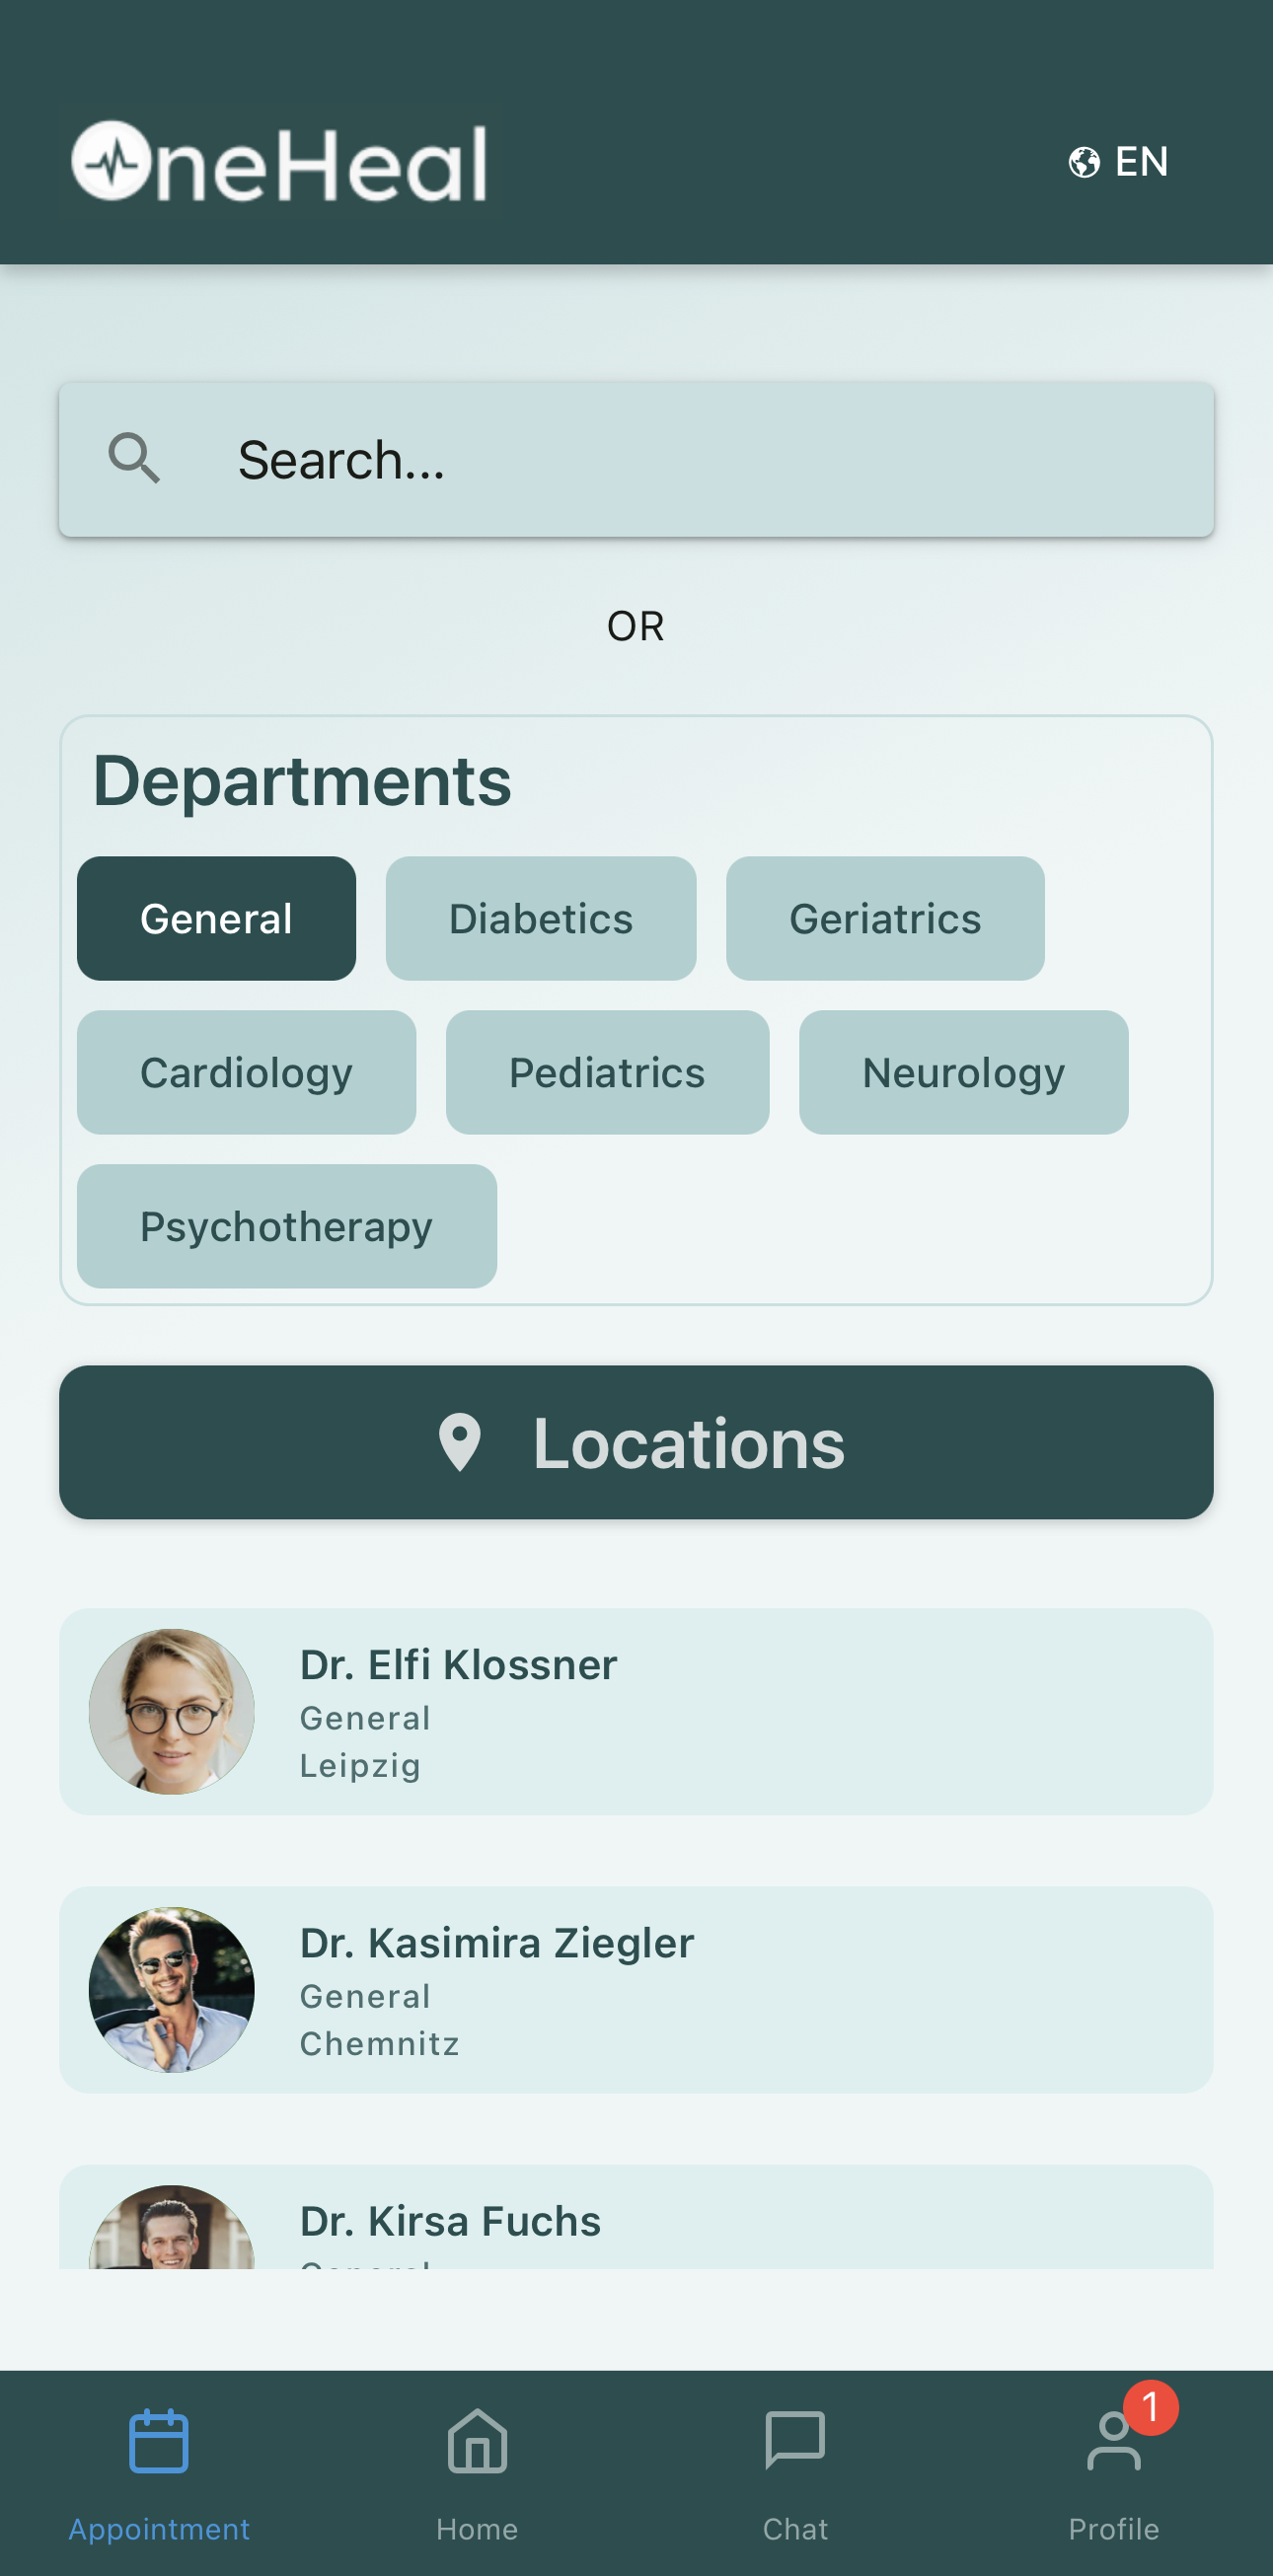 OneHeal
EN
Search...
OR
Departments
General Diabetics Geriatrics
Cardiology Pediatrics Neurology
Psychotherapy
Locations
Dr. Elfi Klossner
General
Leipzig
Dr. Kasimira Ziegler
General
Chemnitz
Dr. Kirsa Fuchs
General
1
Appointment Home Chat Profile